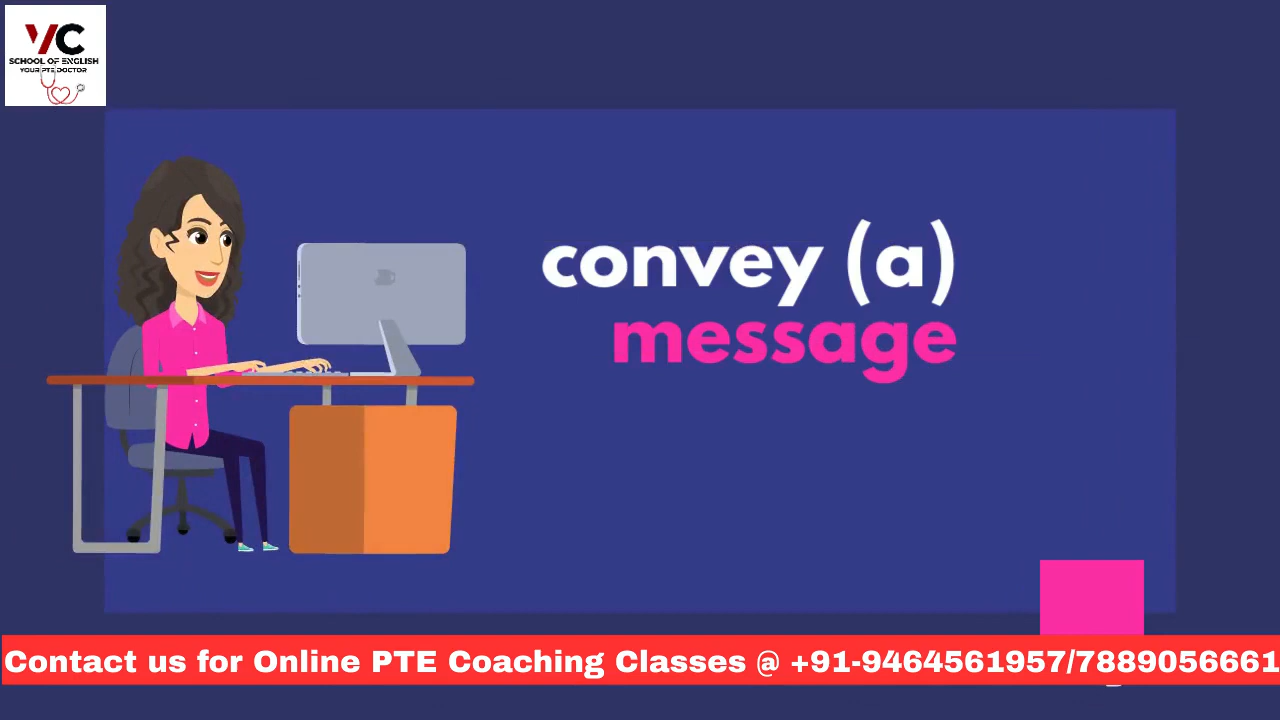 VC
SCHOOL OF ENGLISH
YOUR PTE DOCTOR
convey (a)
message
Contact us for Online PTE Coaching Classes @ +91-9464561957/7889056661